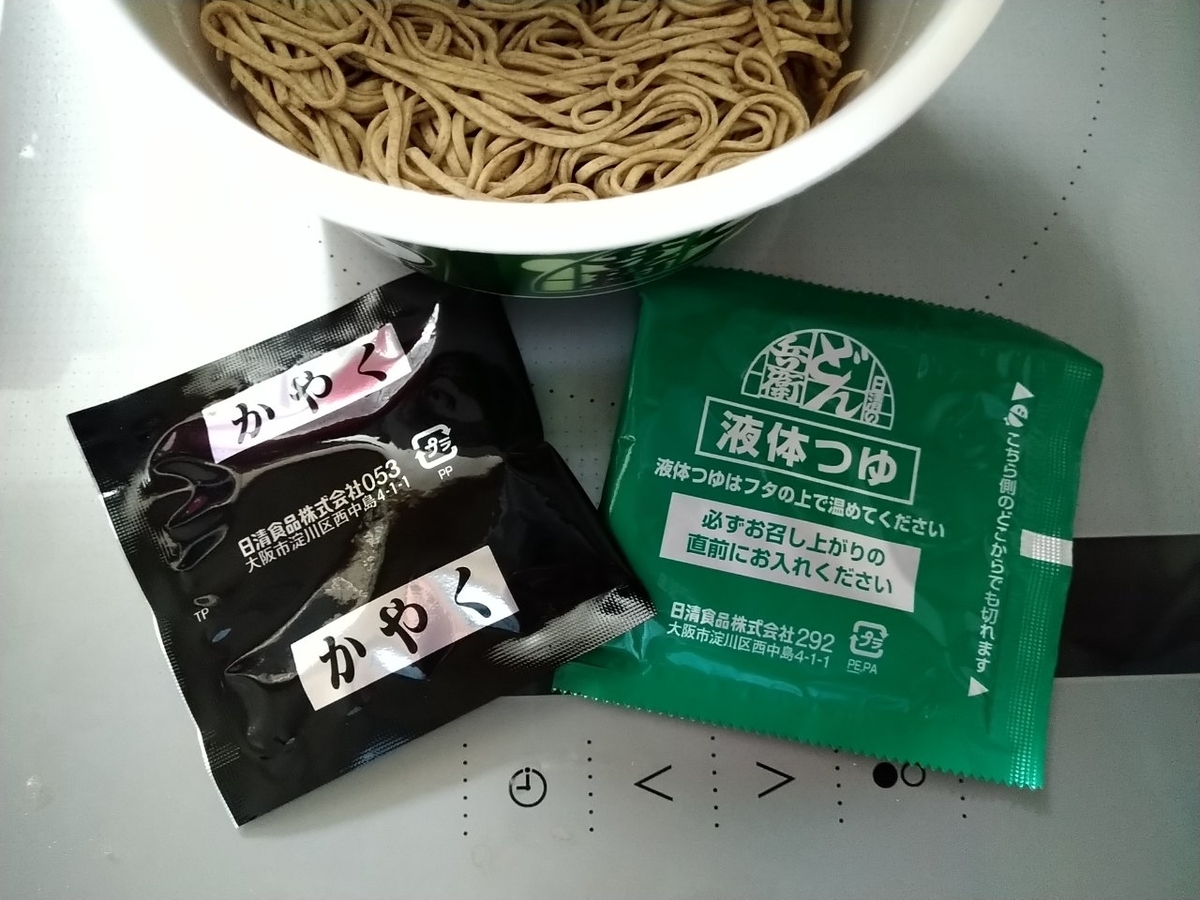 かやく
日清食品株式会社053
大阪市淀川区西中島4-1-1
プラ
PP
TP
かやく
日清の
どん
兵衛
液体つゆ
液体つゆはフタの上で温めてください
必ずお召し上がりの
直前にお入れください
日清食品株式会社292
大阪市淀川区西中島4-1-1
プラ
PE,PA
こちら側のどこからでも切れます